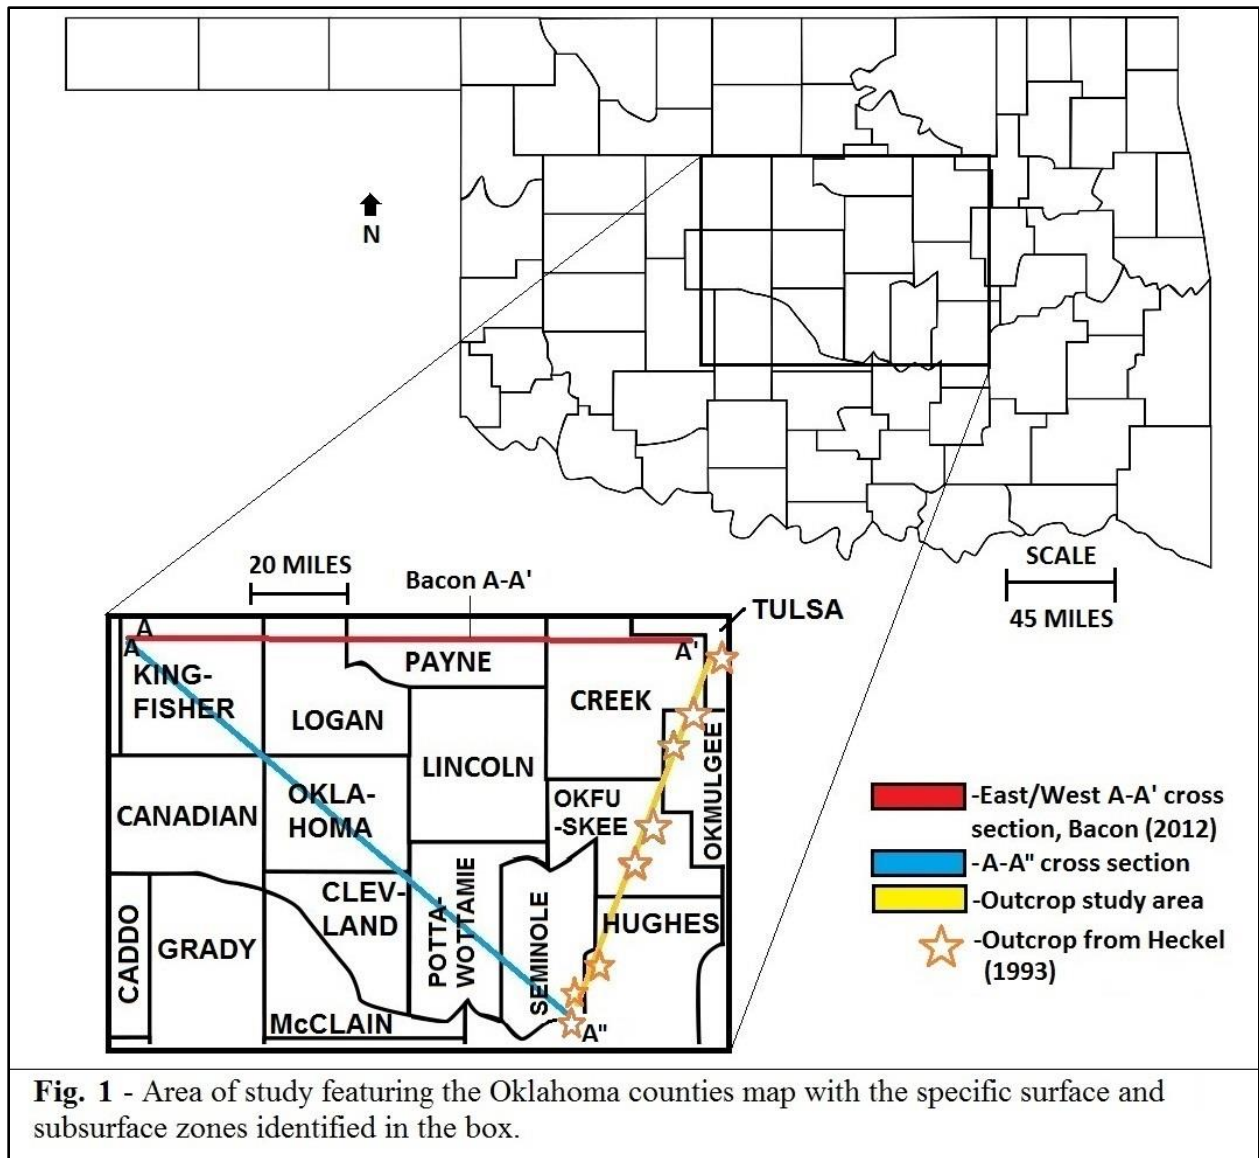 N
SCALE
45 MILES
20 MILES
Bacon A-A'
TULSA
A
A
A'
KING-
FISHER
PAYNE
LOGAN
CREEK
LINCOLN
CANADIAN
OKLA-
HOMA
OKFU
-SKEE
OKMULGEE
CADDO
GRADY
CLEV-
LAND
POTTA-
WOTTAMIE
SEMINOLE
HUGHES
McCLAIN
A"
-East/West A-A' cross
section, Bacon (2012)
-A-A" cross section
-Outcrop study area
-Outcrop from Heckel
(1993)
Fig. 1 - Area of study featuring the Oklahoma counties map with the specific surface and
subsurface zones identified in the box.